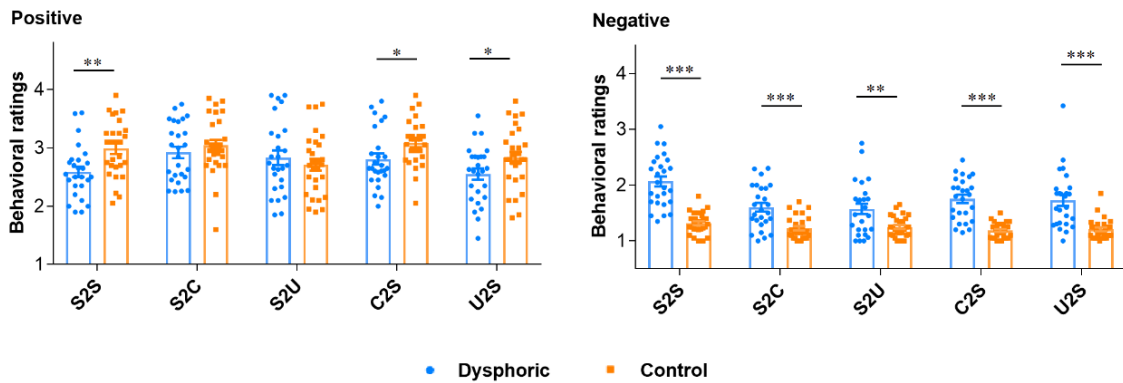 Positive
Behavioral ratings
4
3
2
1
** * *
S2S S2C S2U C2S U2S
Negative
Behavioral ratings
4
3
2
1
*** *** ** *** ***
S2S S2C S2U C2S U2S
Dysphoric Control